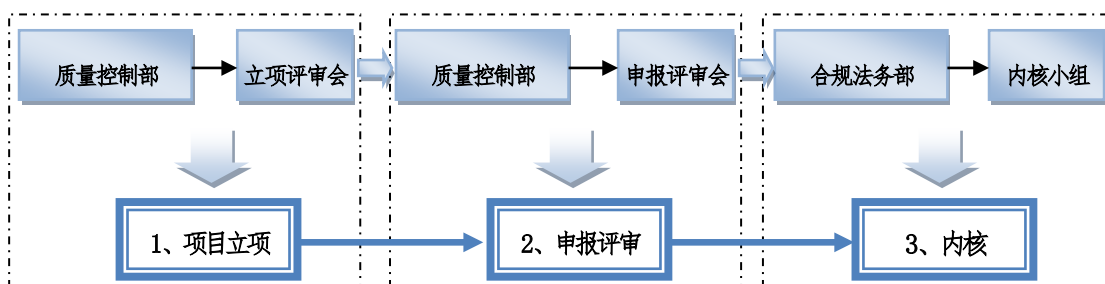 质量控制部
立项评审会
质量控制部
申报评审会
合规法务部
内核小组
1、项目立项
2、申报评审
3、内核